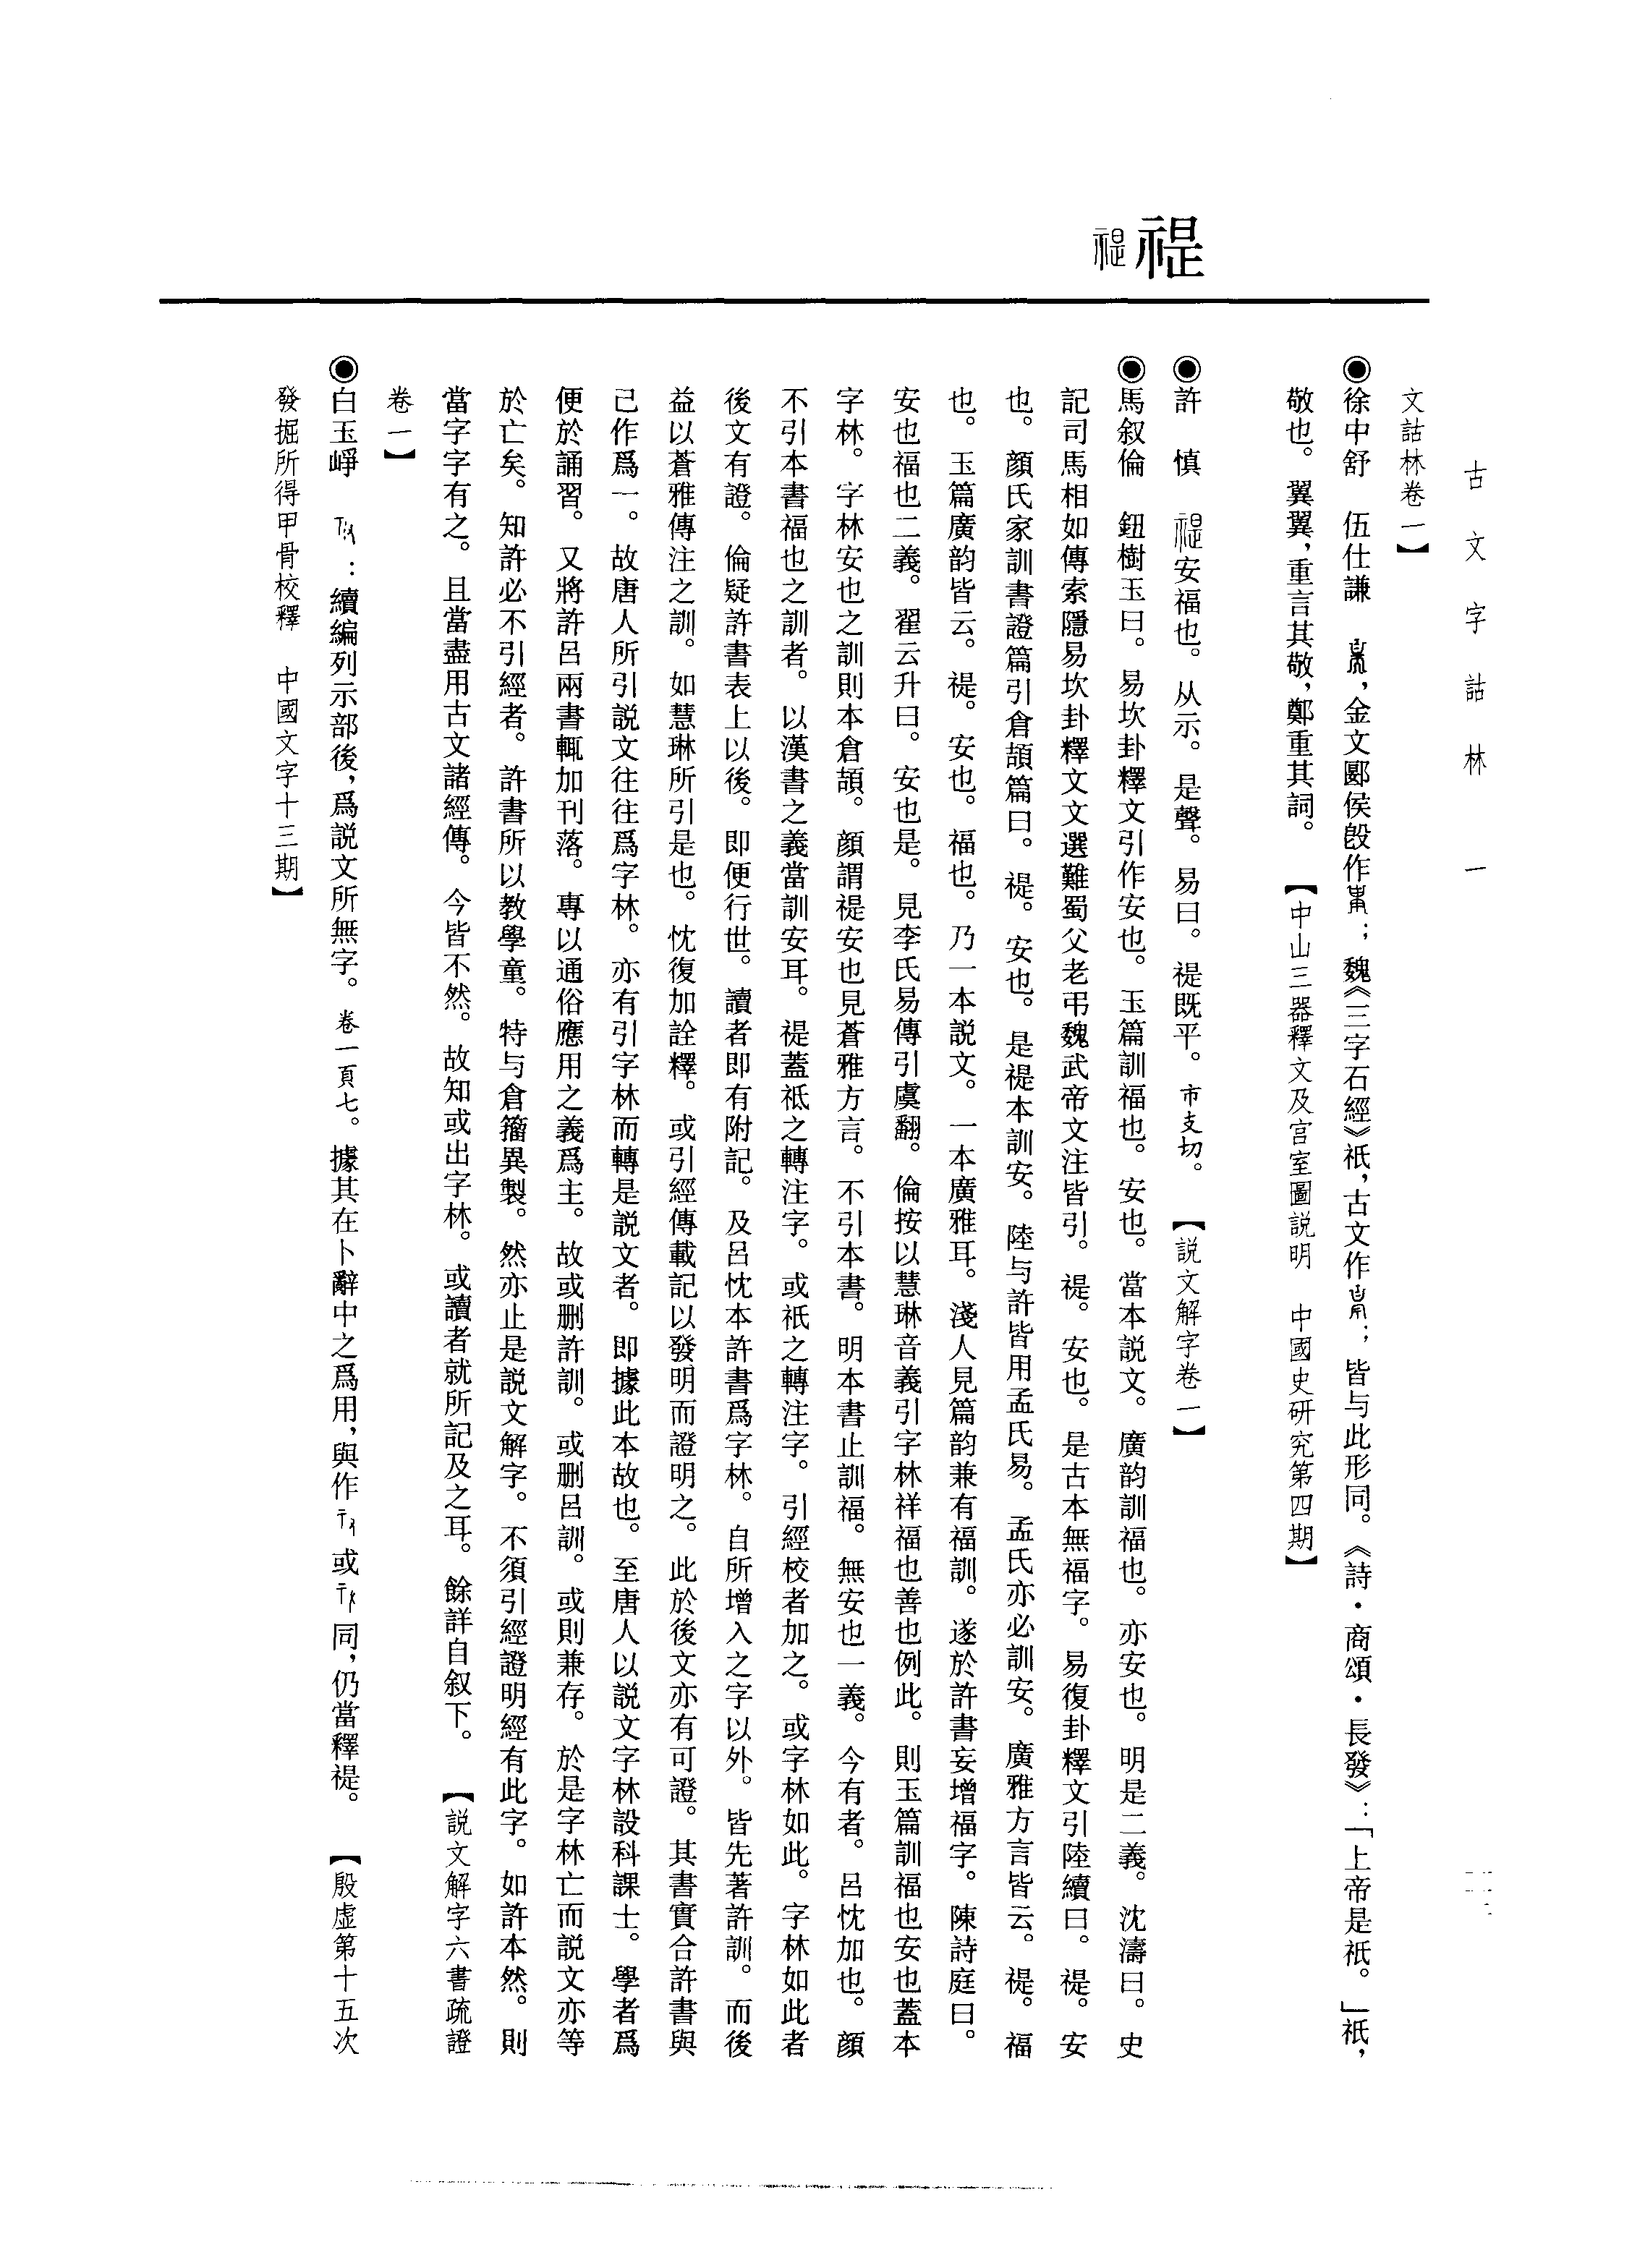 古文字詁林　一
文詁林卷一】
◉徐中舒　伍仕謙　，金文郾侯𣪘作；魏《三字石經》祇，古文作；皆与此形同。《詩·商頌·長發》：「上帝是祇。」祇，
敬也。翼翼，重言其敬，鄭重其詞。　【中山三器釋文及宫室圖説明　中國史研究第四期】
禔
◉許　慎　禔安福也。从示。是聲。易曰。禔既平。市支切。　【説文解字卷一】
◉馬叙倫　鈕樹玉曰。易坎卦釋文引作安也。玉篇訓福也。安也。當本説文。廣韵訓福也。亦安也。明是二義。沈濤曰。史
記司馬相如傳索隱易坎卦釋文文選難蜀父老弔魏武帝文注皆引。禔。安也。是古本無福字。易復卦釋文引陸績曰。禔。安
也。顔氏家訓書證篇引倉頡篇曰。禔。安也。是禔本訓安。陸与許皆用孟氏易。孟氏亦必訓安。廣雅方言皆云。禔。福
也。玉篇廣韵皆云。禔。安也。福也。乃一本説文。一本廣雅耳。淺人見篇韵兼有福訓。遂於許書妄增福字。陳詩庭曰。
安也福也二義。翟云升曰。安也是。見李氏易傳引虞翻。倫按以慧琳音義引字林祥福也善也例此。則玉篇訓福也安也蓋本
字林。字林安也之訓則本倉頡。顔謂禔安也見蒼雅方言。不引本書。明本書止訓福。無安也一義。今有者。呂忱加也。顔
不引本書福也之訓者。以漢書之義當訓安耳。禔蓋祇之轉注字。或祇之轉注字。引經校者加之。或字林如此。字林如此者
後文有證。倫疑許書表上以後。即便行世。讀者即有附記。及呂忱本許書爲字林。自所增入之字以外。皆先著許訓。而後
益以蒼雅傳注之訓。如慧琳所引是也。忱復加詮釋。或引經傳載記以發明而證明之。此於後文亦有可證。其書實合許書與
己作爲一。故唐人所引説文往往爲字林。亦有引字林而轉是説文者。即據此本故也。至唐人以説文字林設科課士。學者爲
便於誦習。又將許呂兩書輒加刊落。專以通俗應用之義爲主。故或删許訓。或删呂訓。或則兼存。於是字林亡而説文亦等
於亡矣。知許必不引經者。許書所以教學童。特与倉籀異製。然亦止是説文解字。不須引經證明經有此字。如許本然。則
當字字有之。且當盡用古文諸經傳。今皆不然。故知或出字林。或讀者就所記及之耳。餘詳自叙下。　【説文解字六書疏證
卷一】
◉白玉崢　：續編列示部後，爲説文所無字。卷一頁七。據其在卜辭中之爲用，與作或同，仍當釋禔。　【殷虚第十五次
發掘所得甲骨校釋　中國文字十三期】